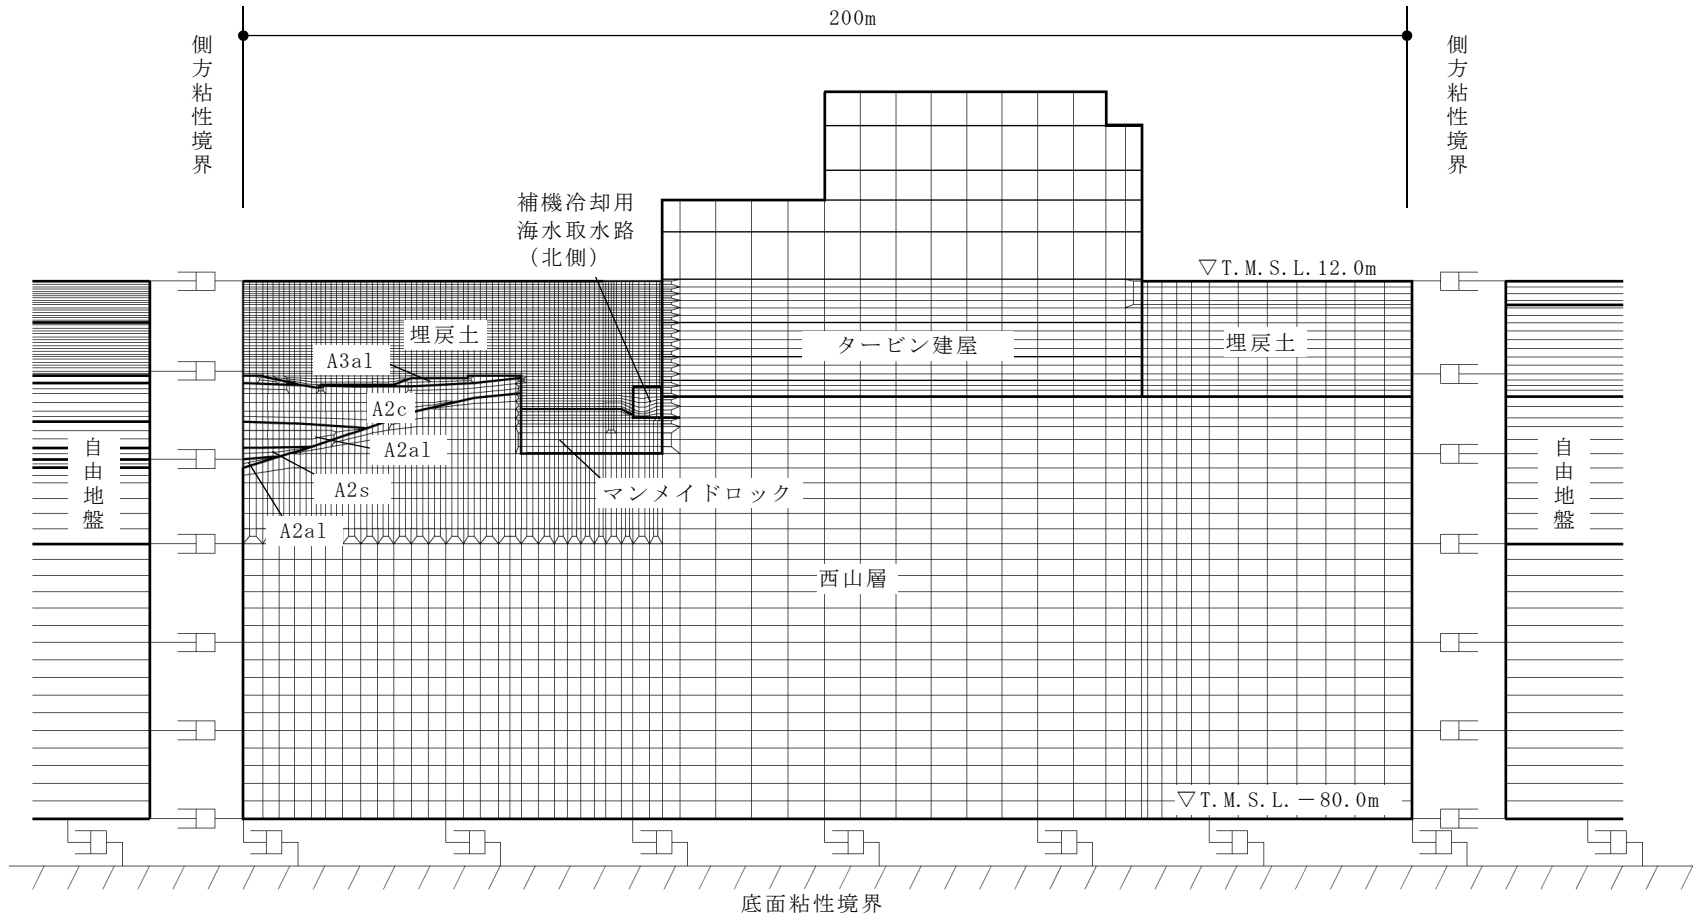 200m
側方粘性境界
側方粘性境界
補機冷却用
海水取水路
（北側）
▽T.M.S.L.12.0m
埋戻土
タービン建屋
埋戻土
A3al
A2c
A2al
A2s
A2al
マンメイドロック
自由地盤
自由地盤
西山層
▽T.M.S.L.－80.0m
底面粘性境界